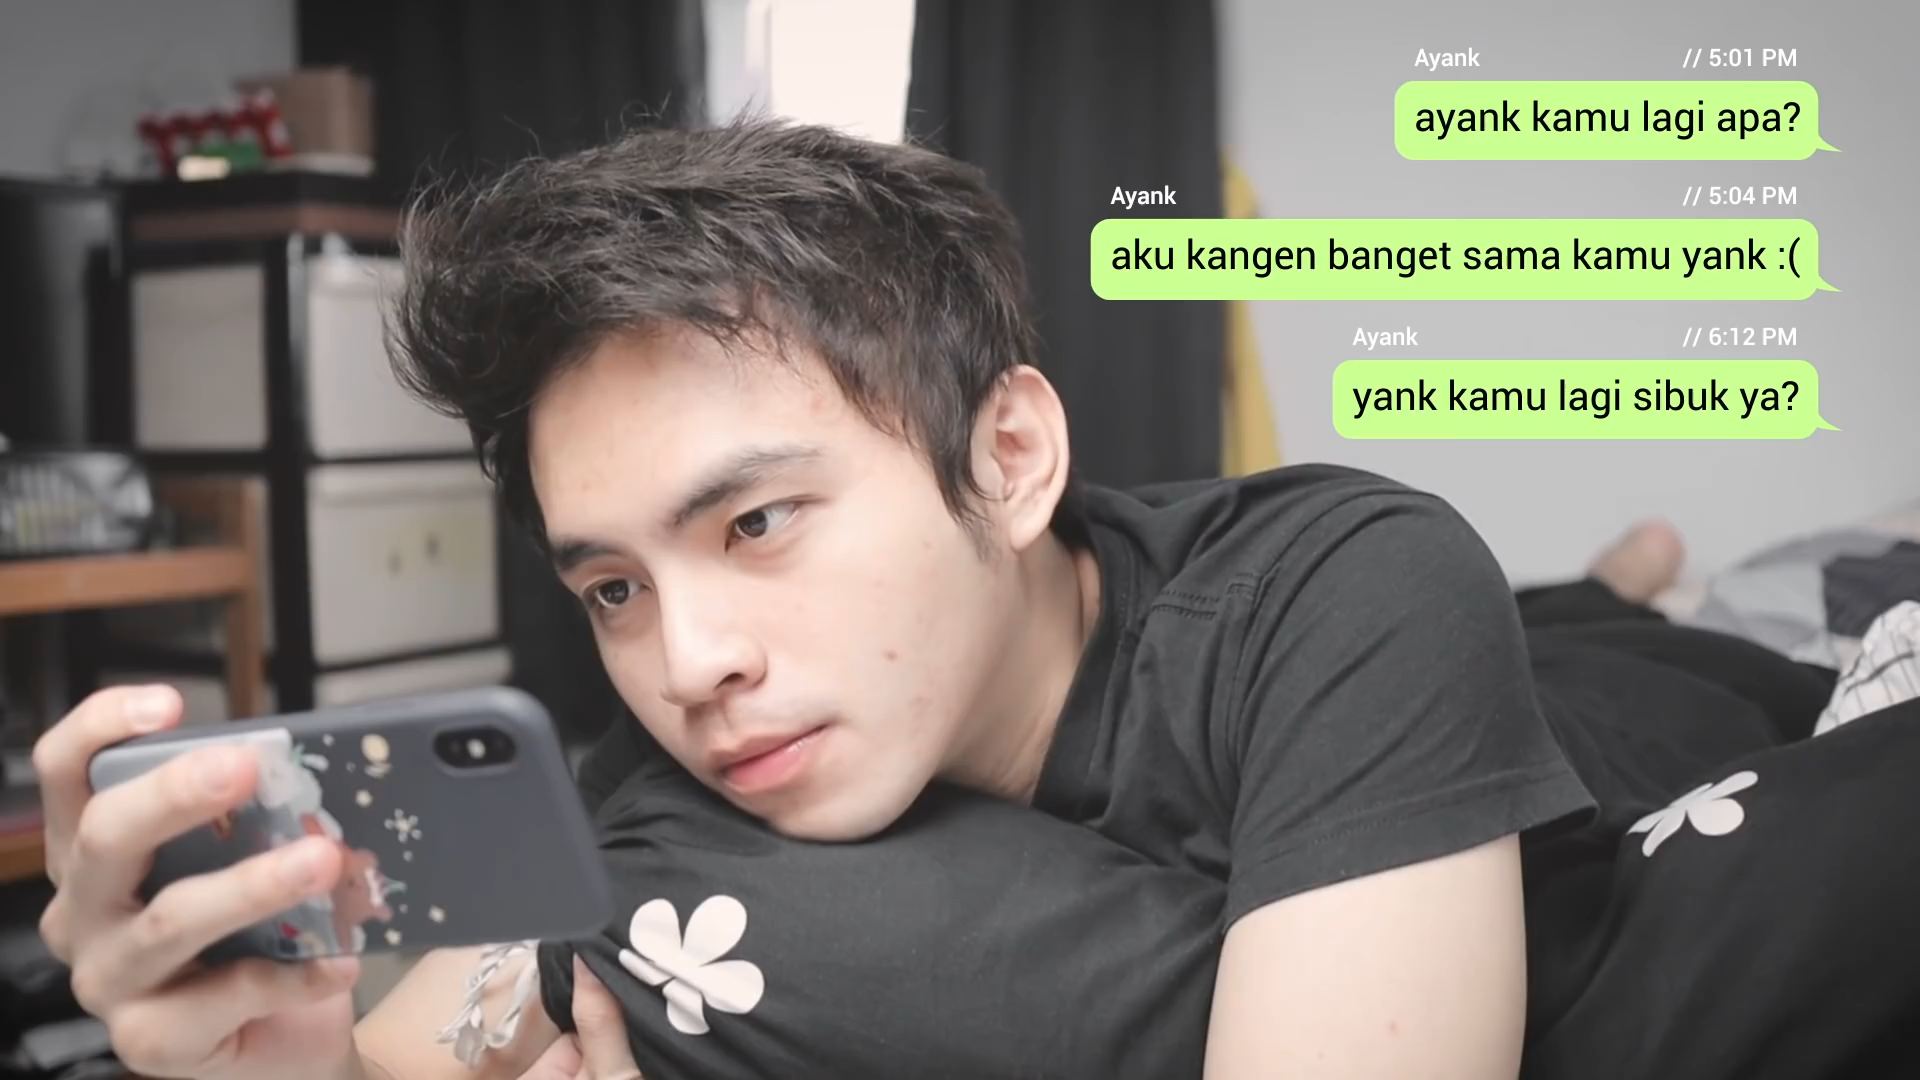 Ayank // 5:01 PM
ayank kamu lagi apa?
Ayank // 5:04 PM
aku kangen banget sama kamu yank :(
Ayank // 6:12 PM
yank kamu lagi sibuk ya?